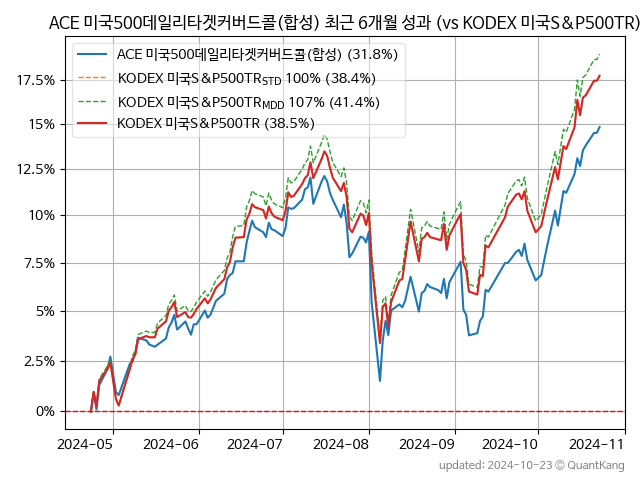 ACE 미국500데일리타겟커버드콜(합성) 최근 6개월 성과 (vs KODEX 미국S&P500TR)
ACE 미국500데일리타겟커버드콜(합성) (31.8%)
KODEX 미국S&P500TR_STD 100% (38.4%)
KODEX 미국S&P500TR_MDD 107% (41.4%)
KODEX 미국S&P500TR (38.5%)
17.5%
15%
12.5%
10%
7.5%
5%
2.5%
0%
2024-05 2024-06 2024-07 2024-08 2024-09 2024-10 2024-11
updated: 2024-10-23 © QuantKang